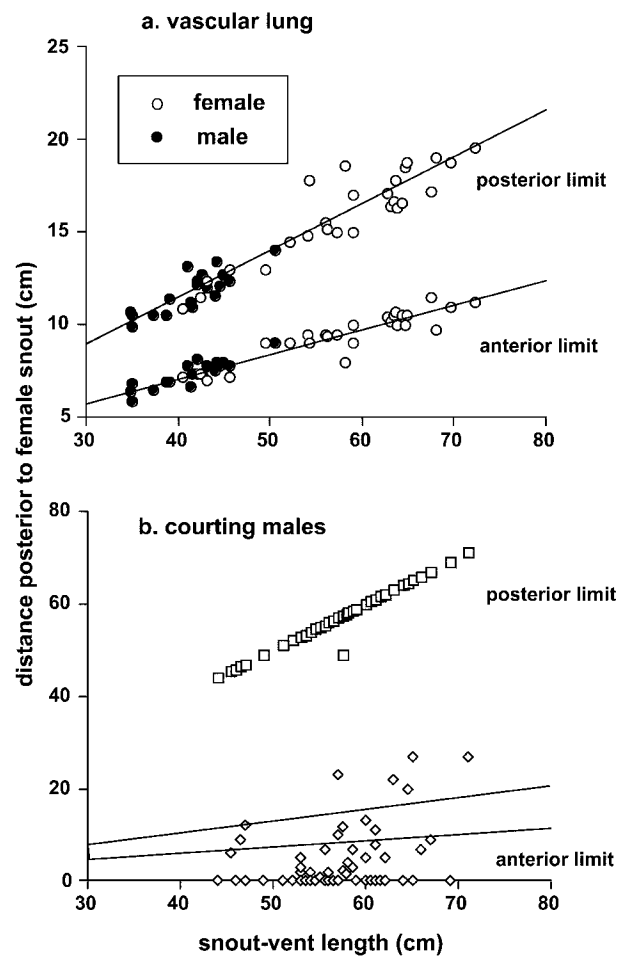 a. vascular lung
25
20
15
10
5
female
male
posterior limit
anterior limit
30 40 50 60 70 80
distance posterior to female snout (cm)
b. courting males
80
60
40
20
0
posterior limit
anterior limit
30 40 50 60 70 80
snout-vent length (cm)